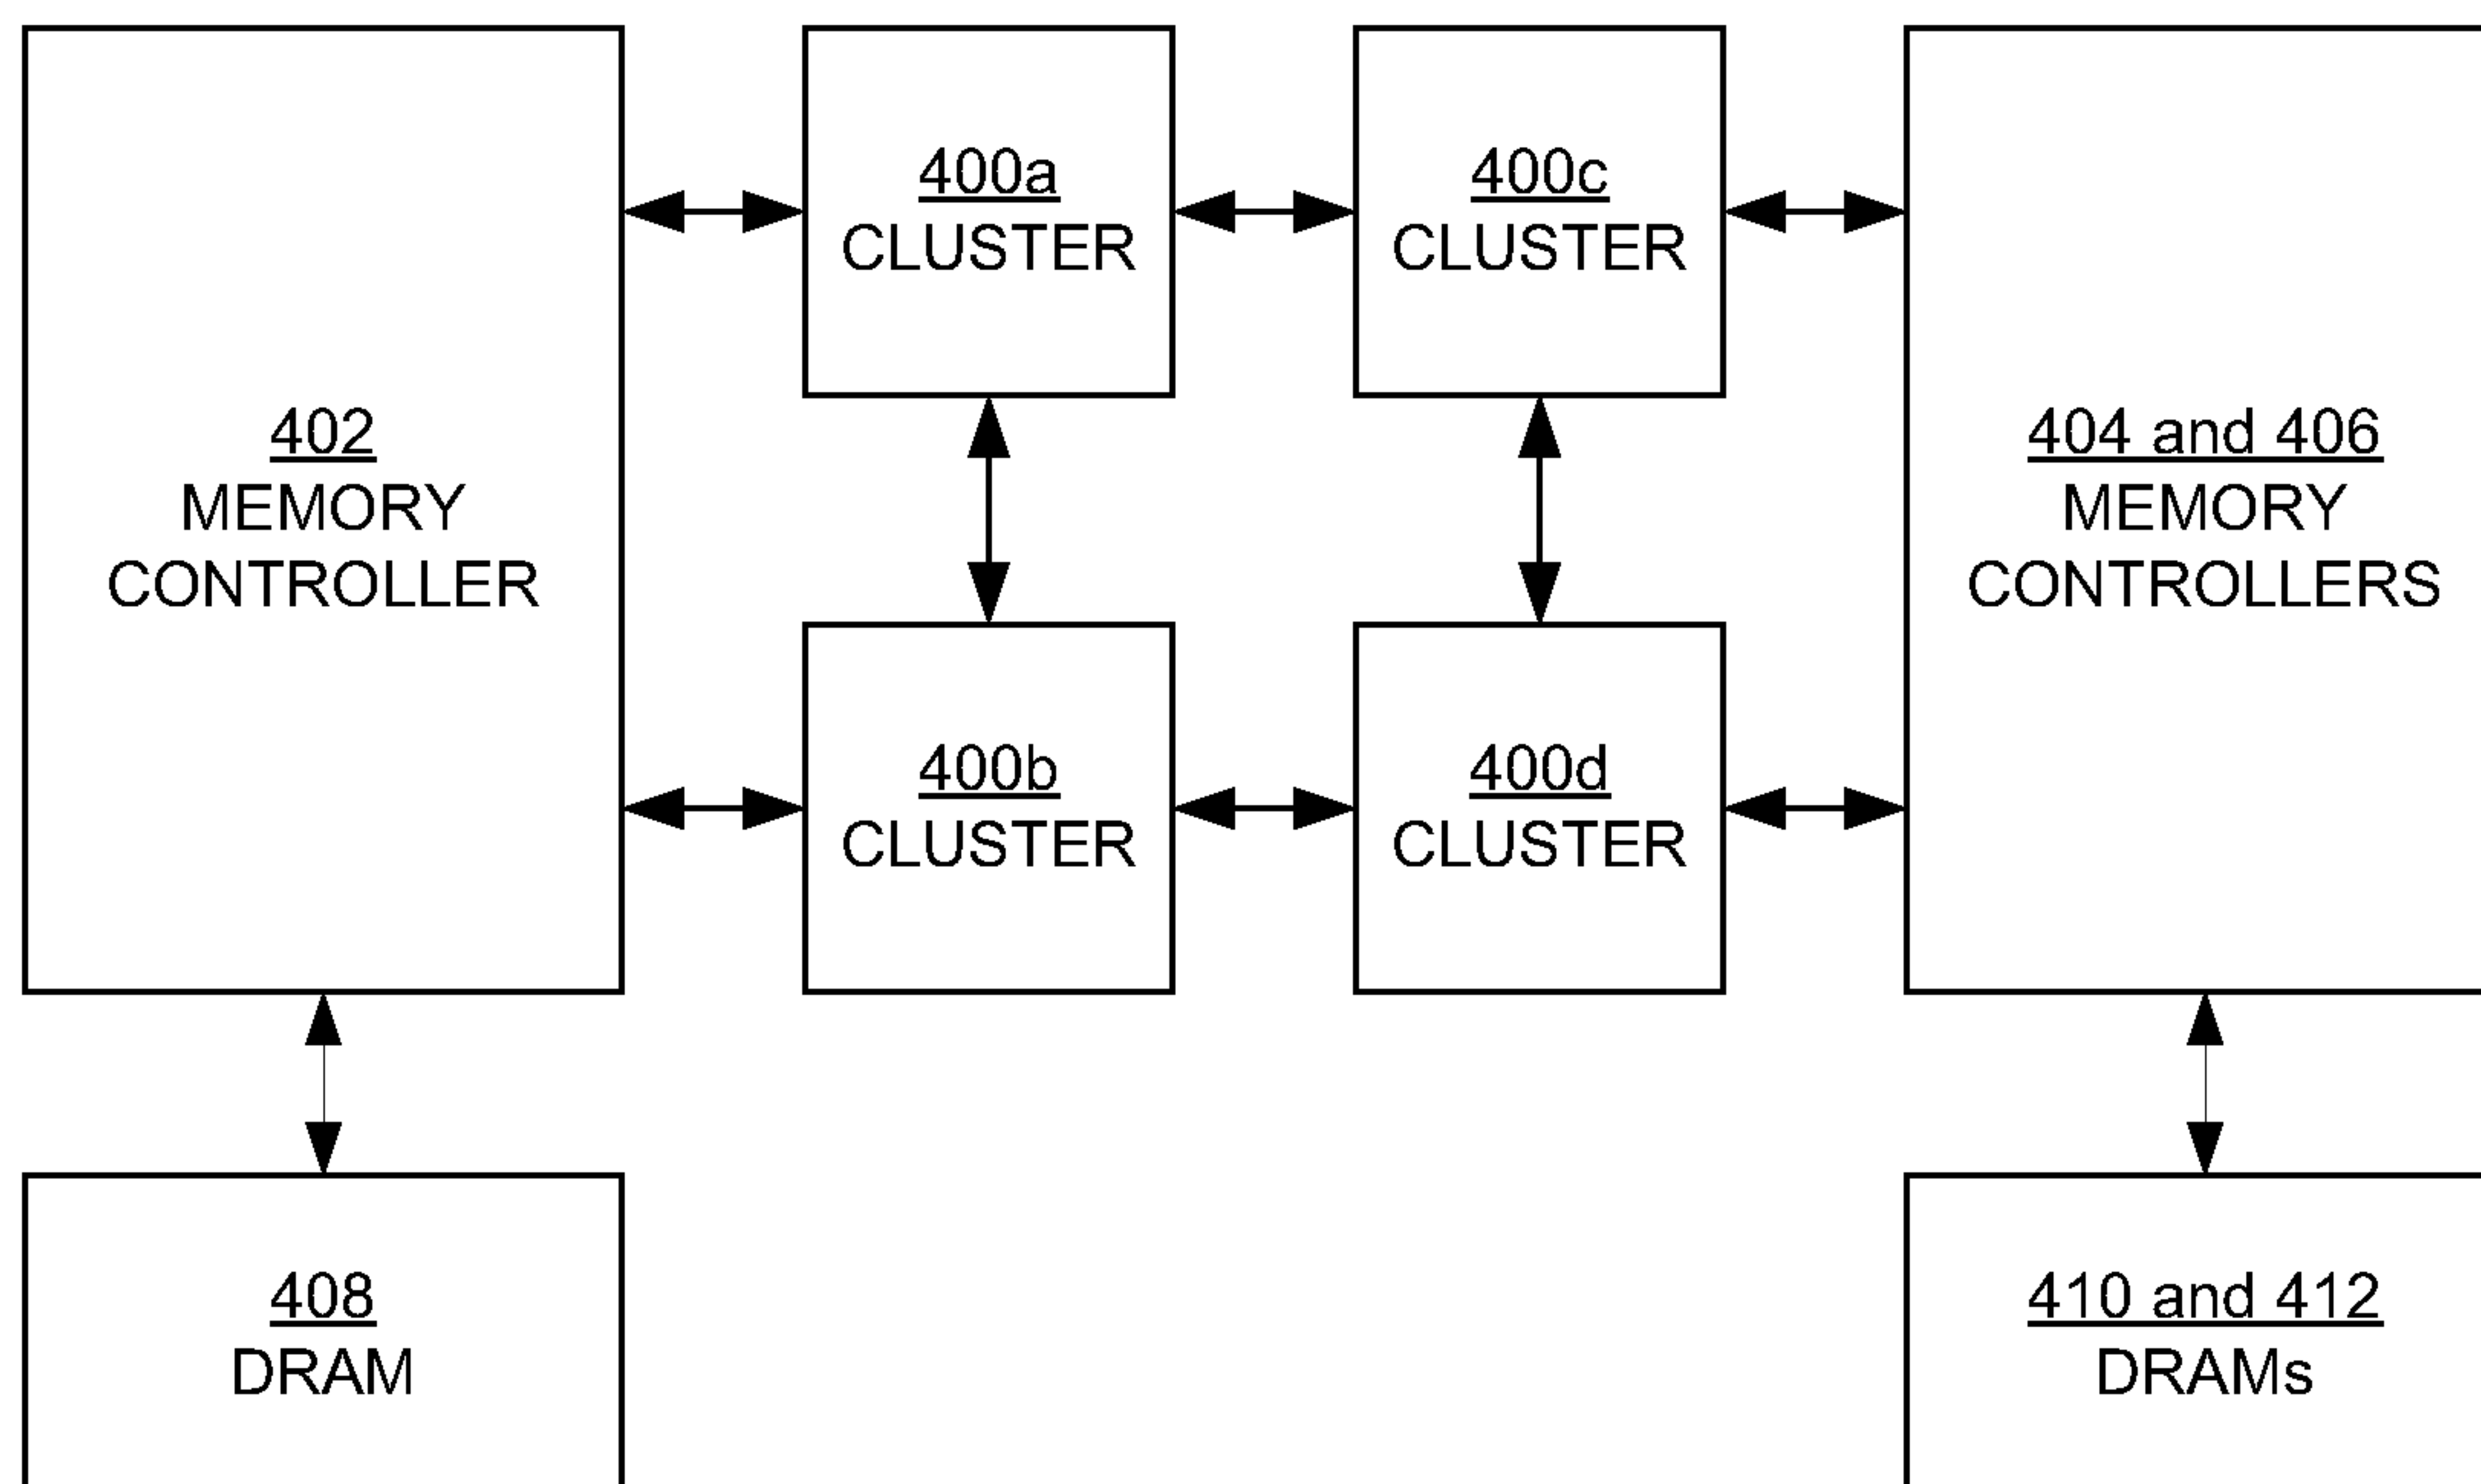 400a
CLUSTER
400c
CLUSTER
402
MEMORY
CONTROLLER
404 and 406
MEMORY
CONTROLLERS
400b
CLUSTER
400d
CLUSTER
408
DRAM
410 and 412
DRAMs